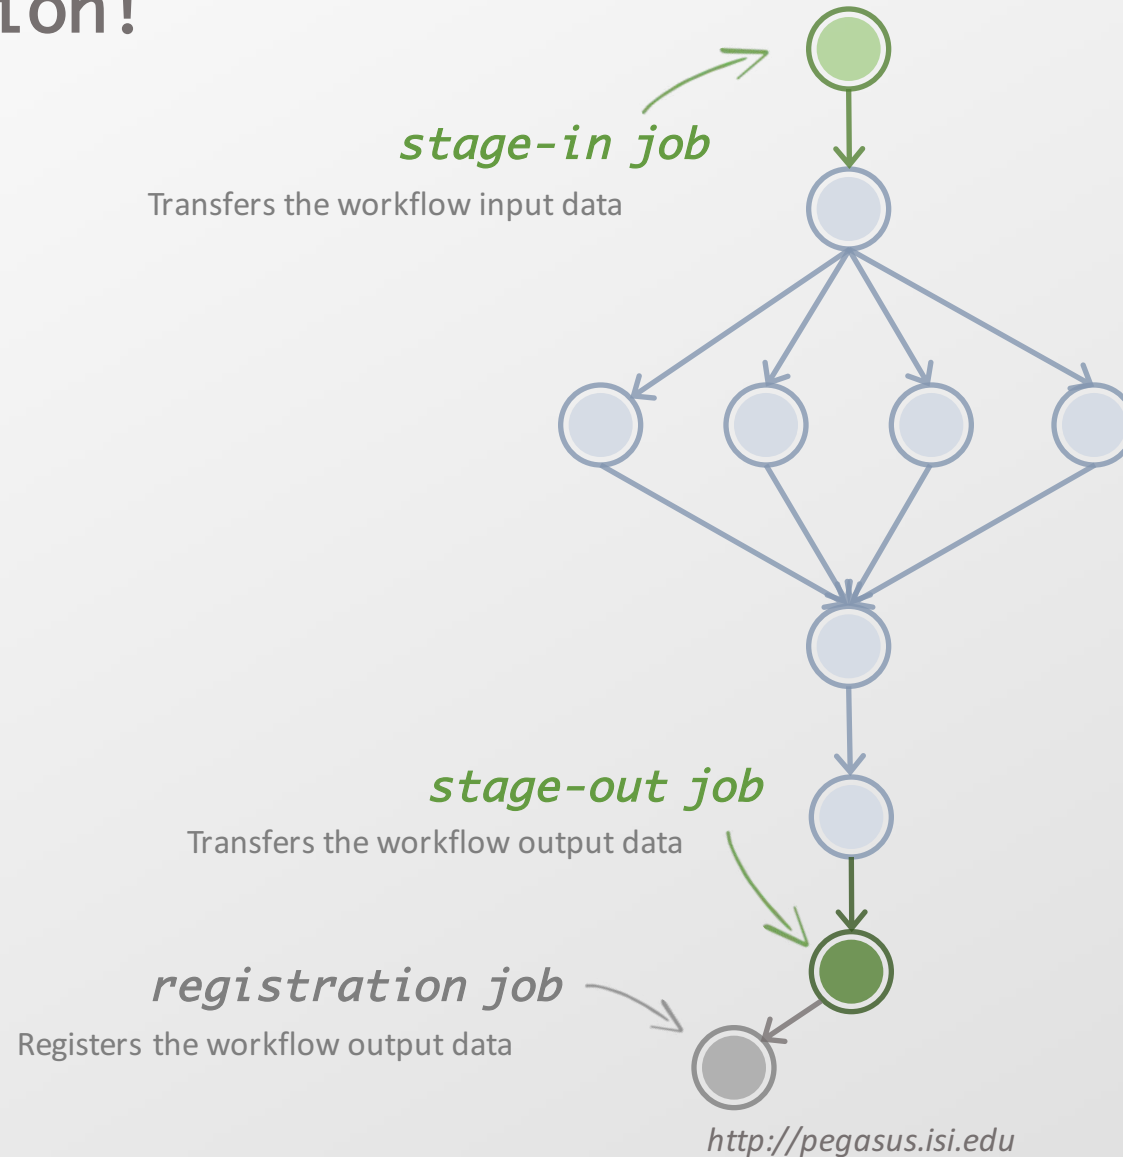 stage-in job
Transfers the workflow input data
stage-out job
Transfers the workflow output data
registration job
Registers the workflow output data
http://pegasus.isi.edu